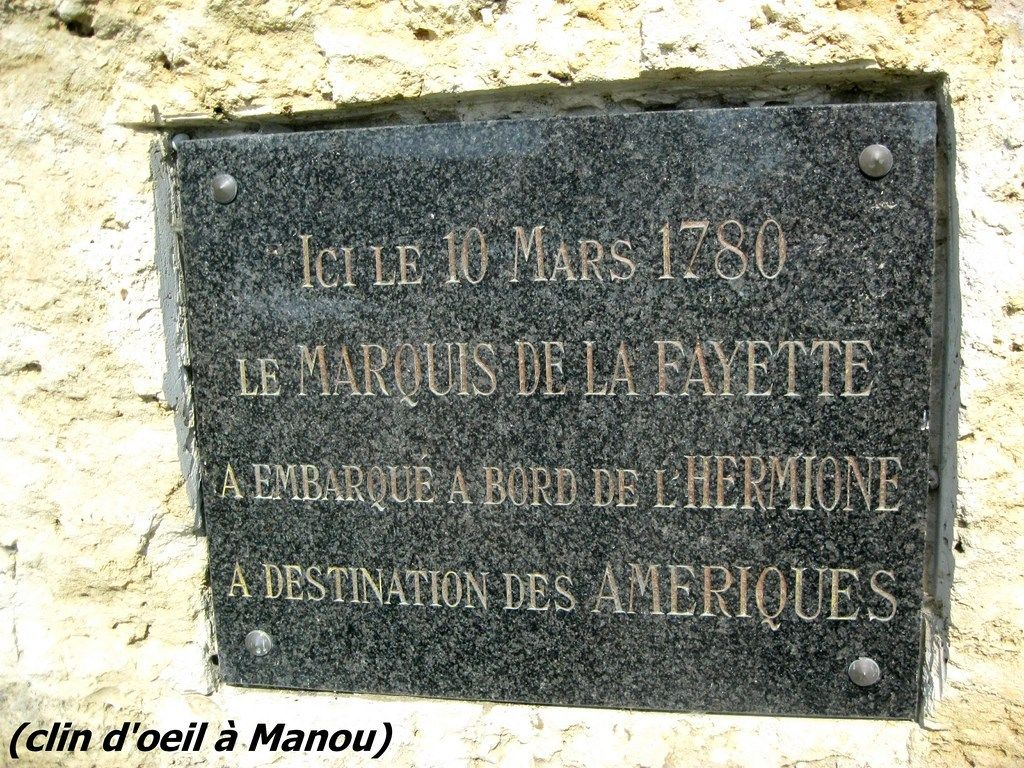 ICI LE 10 MARS 1780
LE MARQUIS DE LA FAYETTE
A EMBARQUÉ A BORD DE L'HERMIONE
A DESTINATION DES AMERIQUES
(clin d'oeil à Manou)